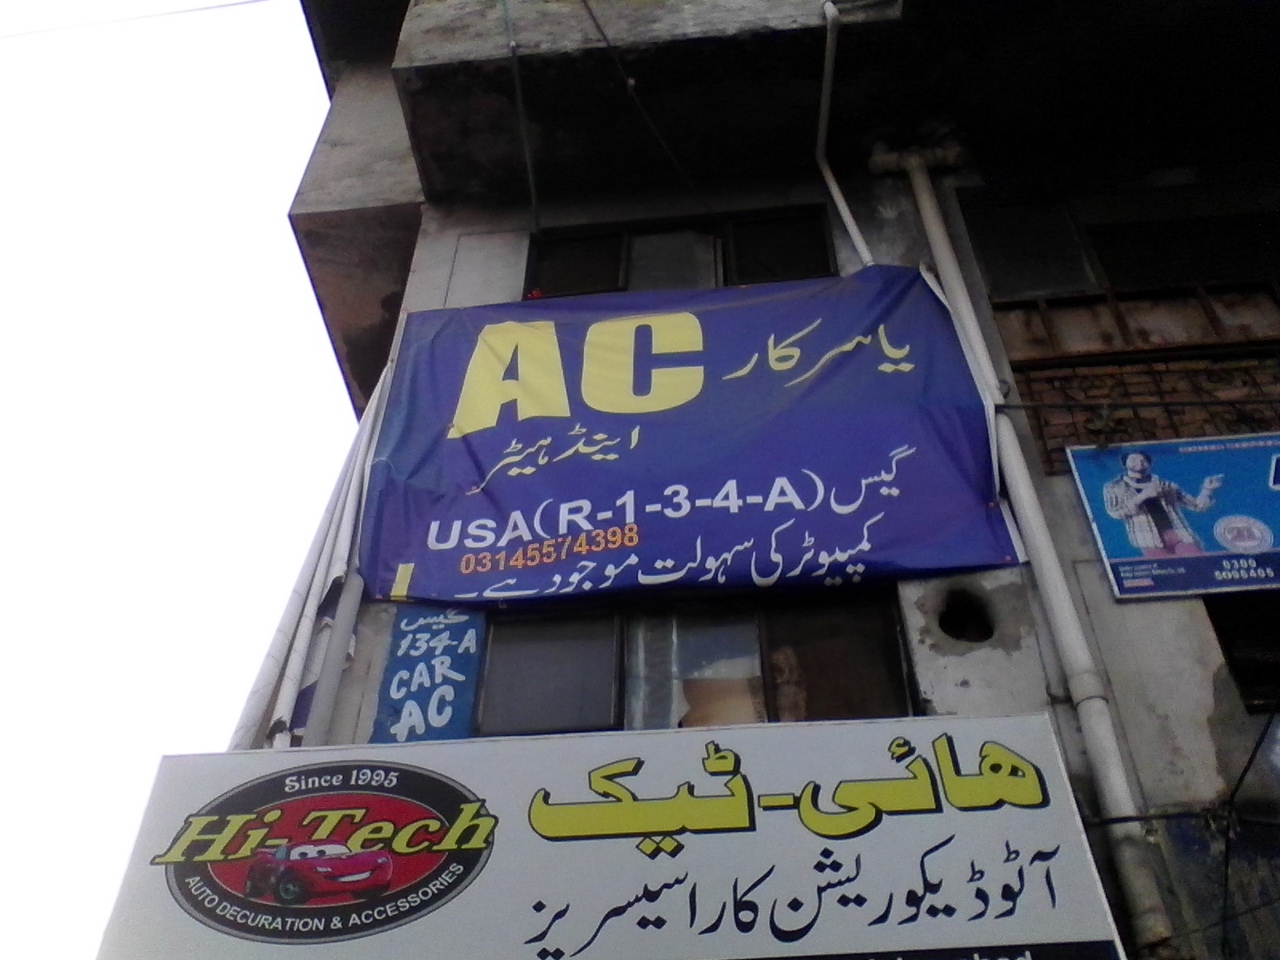 یاسر کار AC
اینڈ ہیٹر
گیس USA(R-1-3-4-A)
03145574398
کمپیوٹر کی سہولت موجود ہے۔
گیس
134-A
CAR
AC
0300
Since 1995
Hi-Tech
AUTO DECURATION & ACCESSORIES
ھائی-ٹیک
آٹو ڈیکوریشن کار اسیسریز